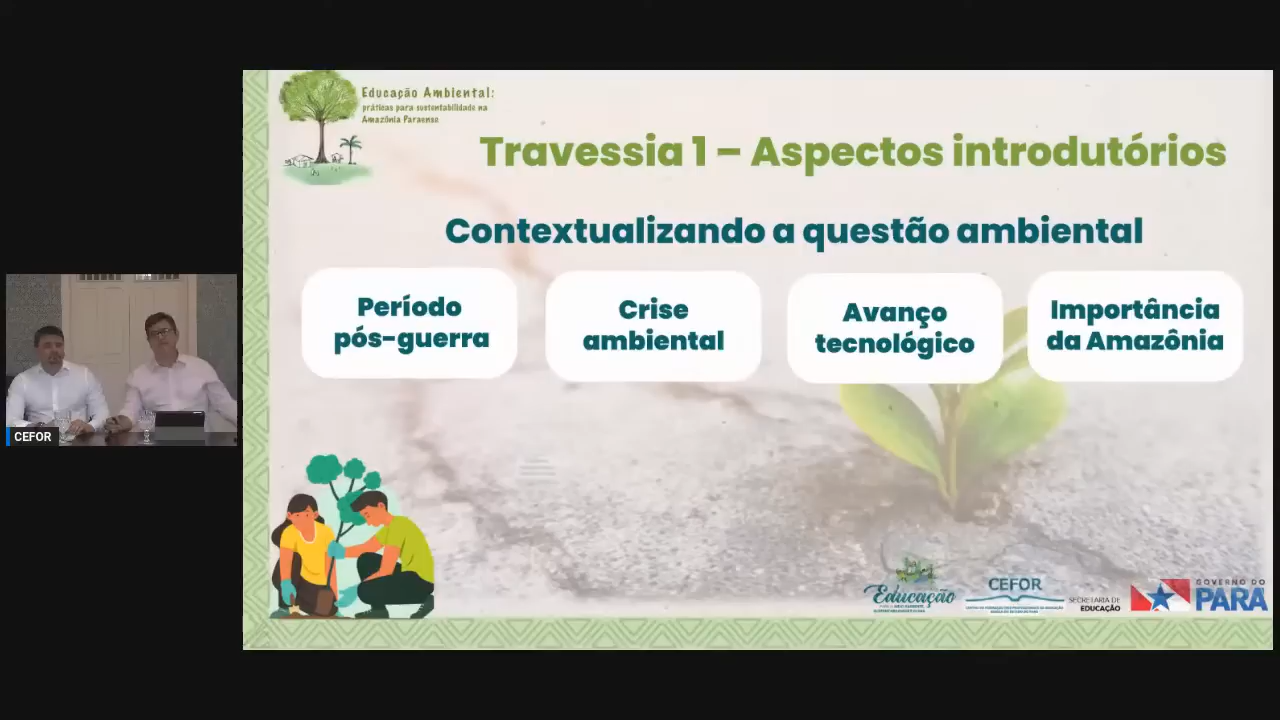 Educação Ambiental:
práticas para sustentabilidade na
Amazônia Paraense
Travessia 1 – Aspectos introdutórios
Contextualizando a questão ambiental
Período
pós-guerra
Crise
ambiental
Avanço
tecnológico
Importância
da Amazônia
CEFOR
Educação
CEFOR
SECRETARIA DE
EDUCAÇÃO
GOVERNO DO
PARÁ